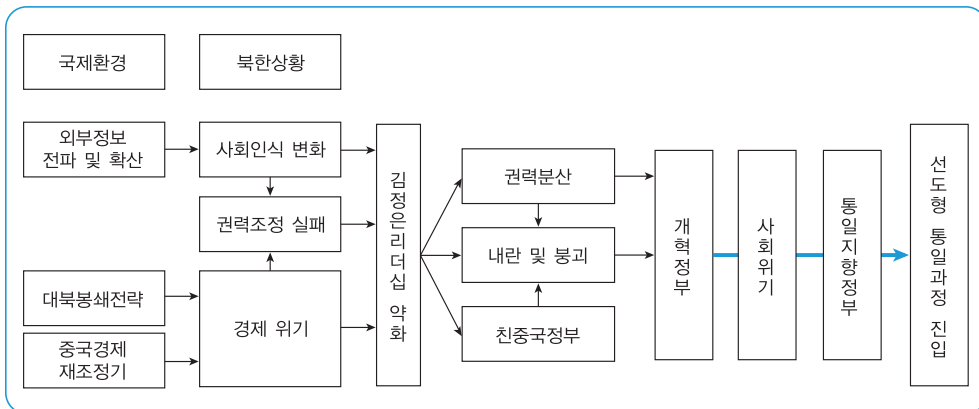 국제환경
북한상황
외부정보
전파 및 확산
사회인식 변화
권력조정 실패
대북봉쇄전략
중국경제
재조정기
경제 위기
김정은리더십 약화
권력분산
내란 및 붕괴
친중국정부
개혁정부
사회위기
통일지향정부
선도형 통일과정 진입